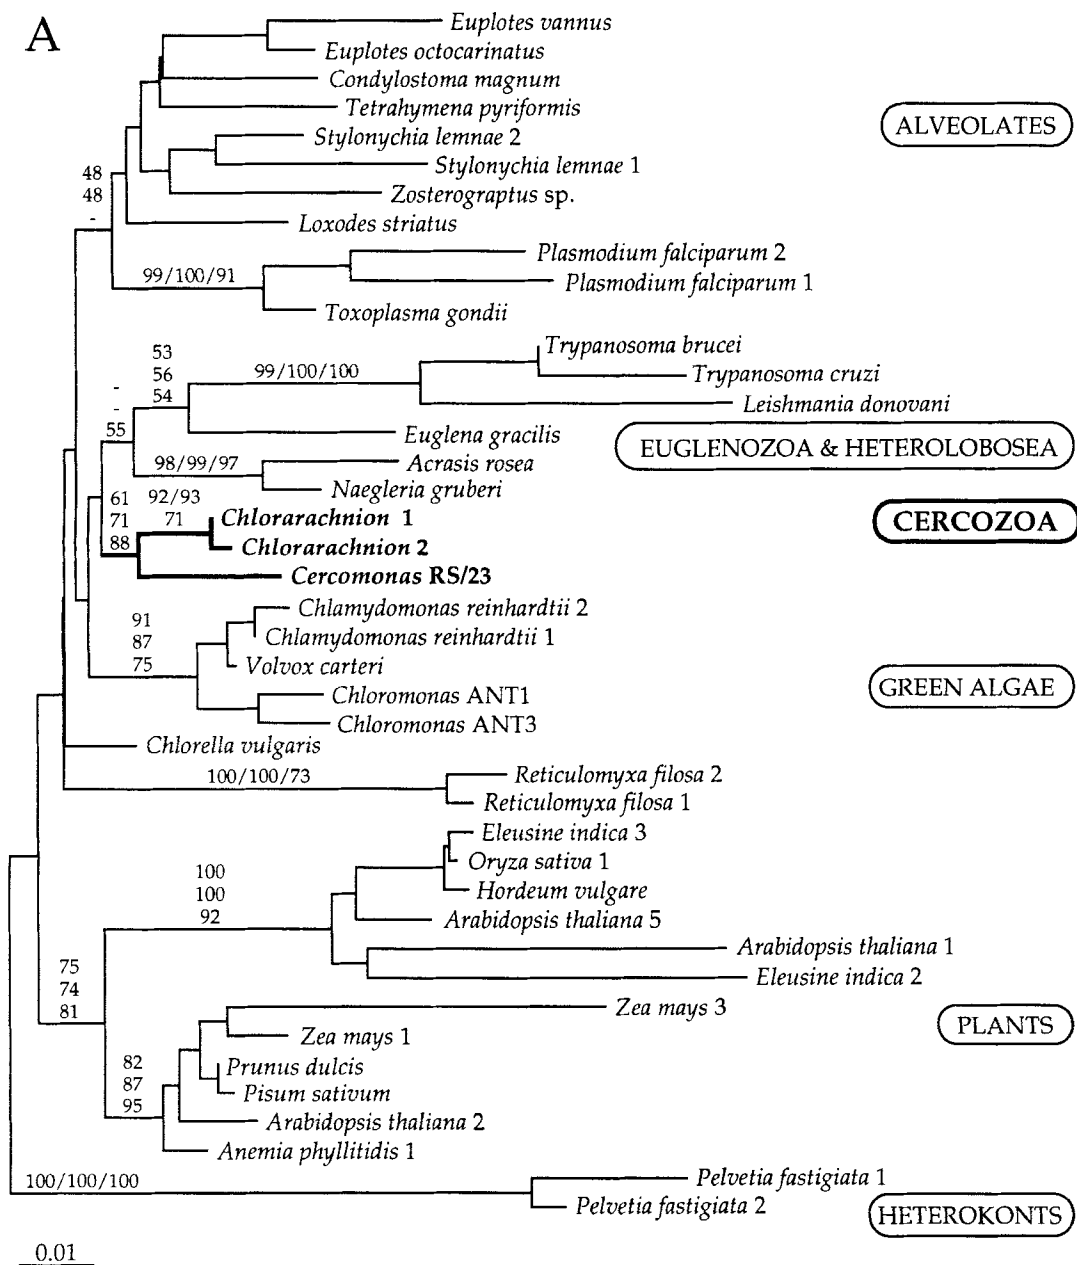 A
Euplotes vannus
Euplotes octocarinatus
Condylostoma magnum
Tetrahymena pyriformis
ALVEOLATES
Stylonychia lemnae 2
Stylonychia lemnae 1
48
48
-
Zosterograptus sp.
Loxodes striatus
Plasmodium falciparum 2
99/100/91
Plasmodium falciparum 1
Toxoplasma gondii
Trypanosoma brucei
53
56
54
99/100/100
Trypanosoma cruzi
-
-
55
Leishmania donovani
Euglena gracilis
EUGLENOZOA & HETEROLOBOSEA
98/99/97
Acrasis rosea
Naegleria gruberi
61
71
88
92/93
71
Chlorarachnion 1
CERCOZOA
Chlorarachnion 2
Cercomonas RS/23
Chlamydomonas reinhardtii 2
91
87
75
Chlamydomonas reinhardtii 1
Volvox carteri
GREEN ALGAE
Chloromonas ANT1
Chloromonas ANT3
Chlorella vulgaris
100/100/73
Reticulomyxa filosa 2
Reticulomyxa filosa 1
Eleusine indica 3
Oryza sativa 1
100
100
92
Hordeum vulgare
Arabidopsis thaliana 5
Arabidopsis thaliana 1
Eleusine indica 2
75
74
81
Zea mays 3
PLANTS
Zea mays 1
82
87
95
Prunus dulcis
Pisum sativum
Arabidopsis thaliana 2
Anemia phyllitidis 1
100/100/100
Pelvetia fastigiata 1
Pelvetia fastigiata 2
HETEROKONTS
0.01